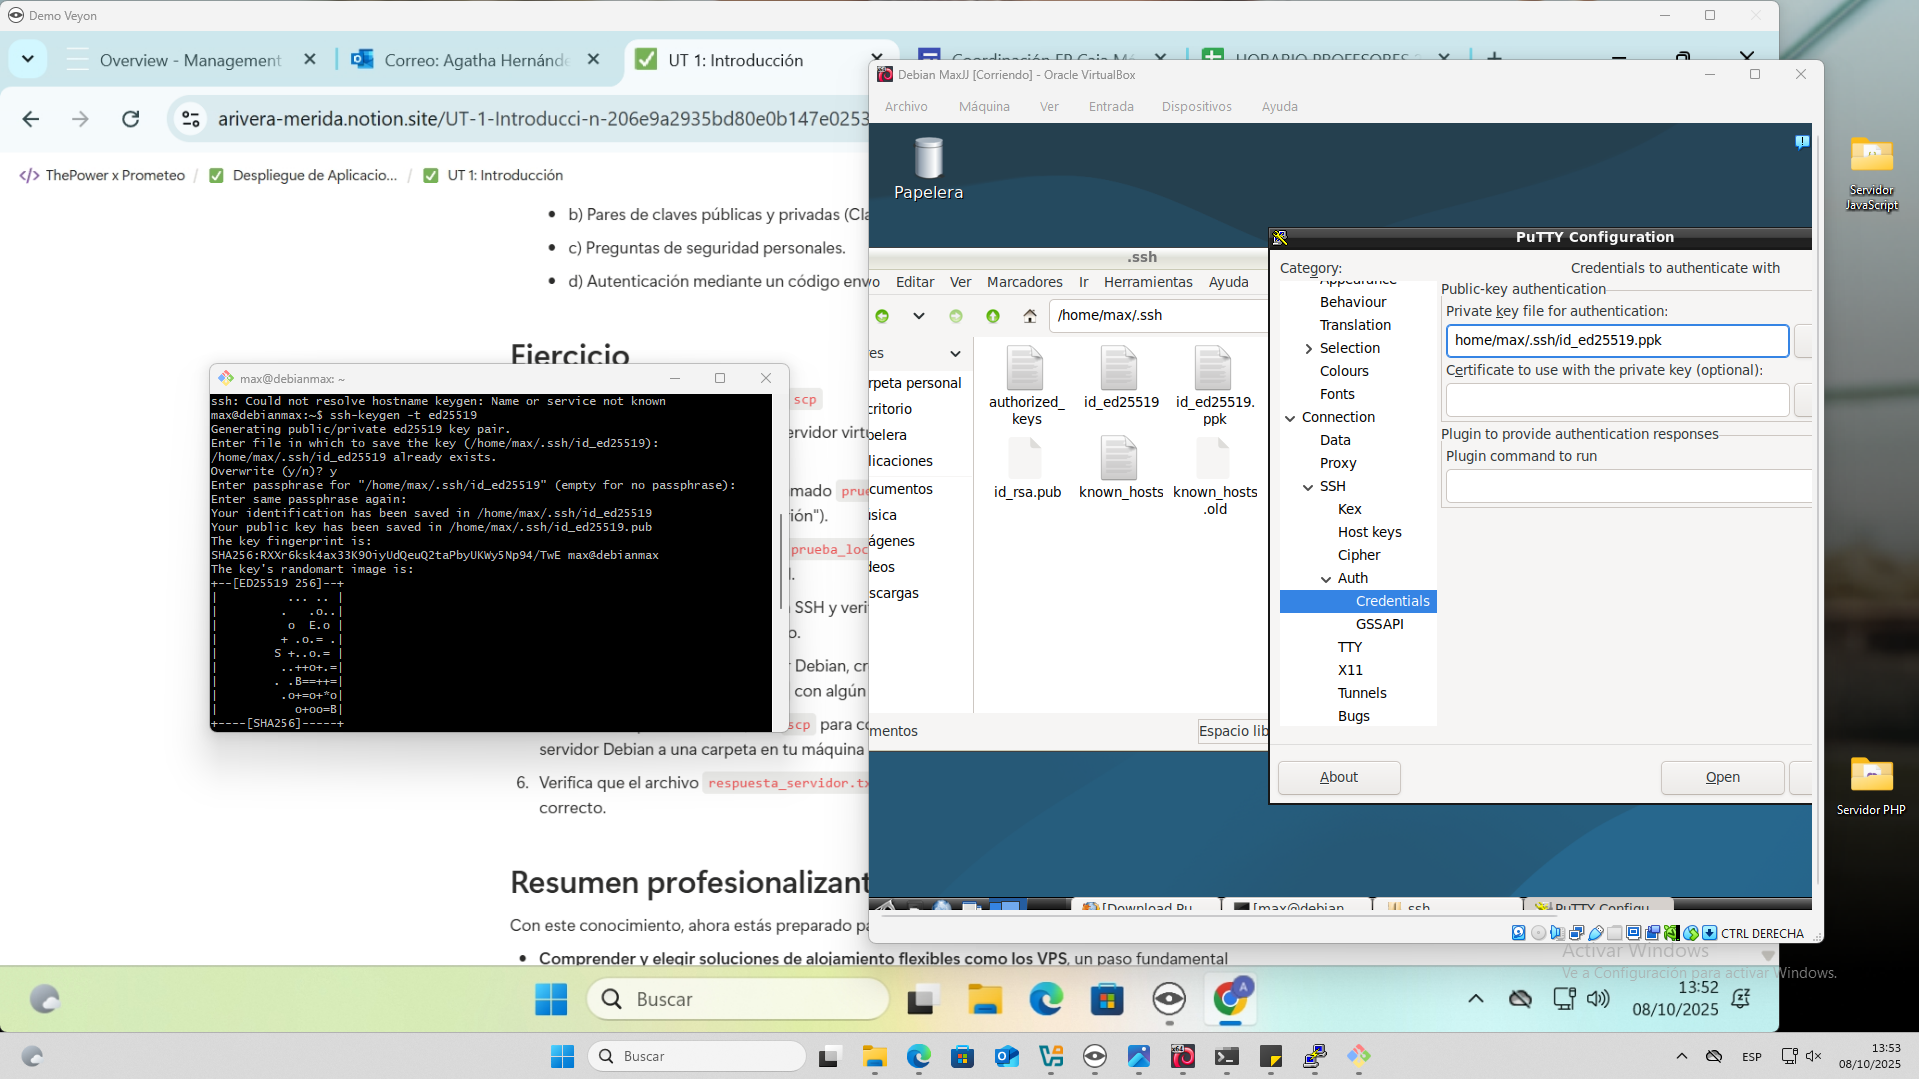 Demo Veyon
Overview - Management
Correo: Agatha Hernánde
UT 1: Introducción
Coordinación FP Caja Má
HORARIO PROFESORES 2
arivera-merida.notion.site/UT-1-Introducci-n-206e9a2935bd80e0b147e0253
</> ThePower x Prometeo / Despliegue de Aplicacio... / UT 1: Introducción
b) Pares de claves públicas y privadas (Cla
c) Preguntas de seguridad personales.
d) Autenticación mediante un código envo
Ejercicio
scp
ervidor virtu
mado prue
rión").
prueba_loc
l.
SSH y verif
o.
r Debian, cr
con algún
scp para co
servidor Debian a una carpeta en tu máquina
6. Verifica que el archivo respuesta_servidor.tx
correcto.
Resumen profesionalizant
Con este conocimiento, ahora estás preparado pa
Comprender y elegir soluciones de alojamiento flexibles como los VPS, un paso fundamental
max@debianmax: ~
ssh: Could not resolve hostname keygen: Name or service not known
max@debianmax:~$ ssh-keygen -t ed25519
Generating public/private ed25519 key pair.
Enter file in which to save the key (/home/max/.ssh/id_ed25519):
/home/max/.ssh/id_ed25519 already exists.
Overwrite (y/n)? y
Enter passphrase for "/home/max/.ssh/id_ed25519" (empty for no passphrase):
Enter same passphrase again:
Your identification has been saved in /home/max/.ssh/id_ed25519
Your public key has been saved in /home/max/.ssh/id_ed25519.pub
The key fingerprint is:
SHA256:RXXr6ksk4ax33K9OiyUdQeuQ2taPbyUKWy5Np94/TwE max@debianmax
The key's randomart image is:
+--[ED25519 256]--+
|          ... .. |
|         .   .o..|
|          o  E.o |
|         + .o.= .|
|        S +..o.= |
|         ..++o+.=|
|        . .B==++=|
|         .o+=o+*o|
|           o+oo=B|
+----[SHA256]-----+
Debian MaxJJ [Corriendo] - Oracle VirtualBox
Archivo Máquina Ver Entrada Dispositivos Ayuda
Papelera
.ssh
o Editar Ver Marcadores Ir Herramientas Ayuda
/home/max/.ssh
es
rpeta personal
critorio
pelera
licaciones
cumentos
úsica
ágenes
deos
scargas
authorized_
keys
id_ed25519
id_ed25519.
ppk
id_rsa.pub
known_hosts
known_hosts
.old
mentos
Espacio lib
PuTTY Configuration
Category:
Appearance
Behaviour
Translation
Selection
Colours
Fonts
Connection
Data
Proxy
SSH
Kex
Host keys
Cipher
Auth
Credentials
GSSAPI
TTY
X11
Tunnels
Bugs
Credentials to authenticate with
Public-key authentication
Private key file for authentication:
home/max/.ssh/id_ed25519.ppk
Certificate to use with the private key (optional):
Plugin to provide authentication responses
Plugin command to run
About
Open
[Download Pu
[max@debian
ssh
PuTTY Configu
CTRL DERECHA
Activar Windows
Ve a Configuración para activar Windows.
Servidor
JavaScript
Servidor PHP
Buscar
13:52
08/10/2025
Buscar
ESP
13:53
08/10/2025